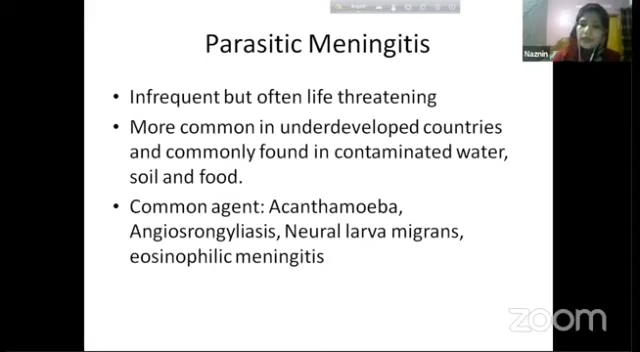 Parasitic Meningitis
Naznin
• Infrequent but often life threatening
• More common in underdeveloped countries
and commonly found in contaminated water,
soil and food.
• Common agent: Acanthamoeba,
Angiosrongyliasis, Neural larva migrans,
eosinophilic meningitis
zoom